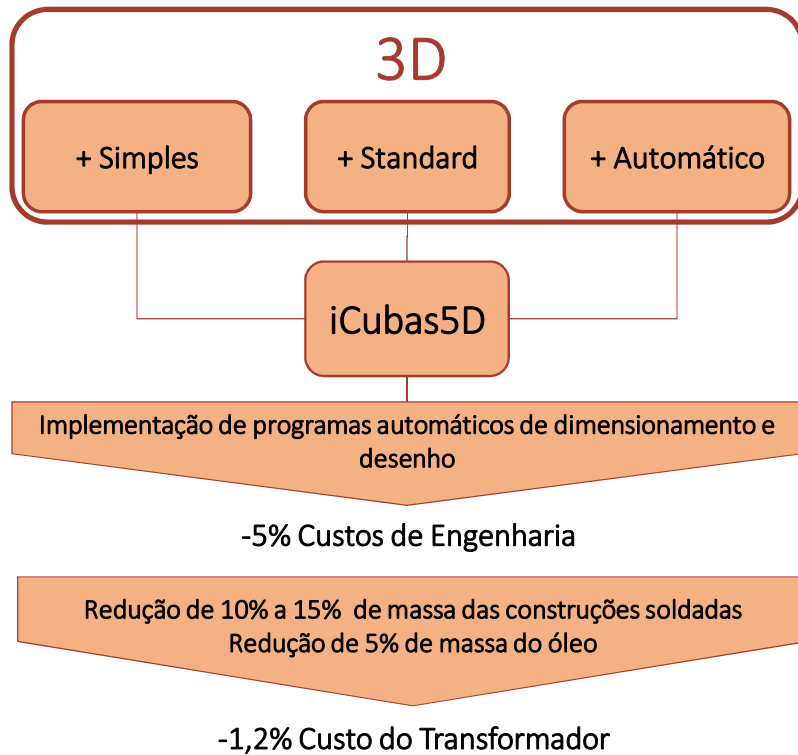 3D
+ Simples
+ Standard
+ Automático
iCubas5D
Implementação de programas automáticos de dimensionamento e
desenho
-5% Custos de Engenharia
Redução de 10% a 15% de massa das construções soldadas
Redução de 5% de massa do óleo
-1,2% Custo do Transformador